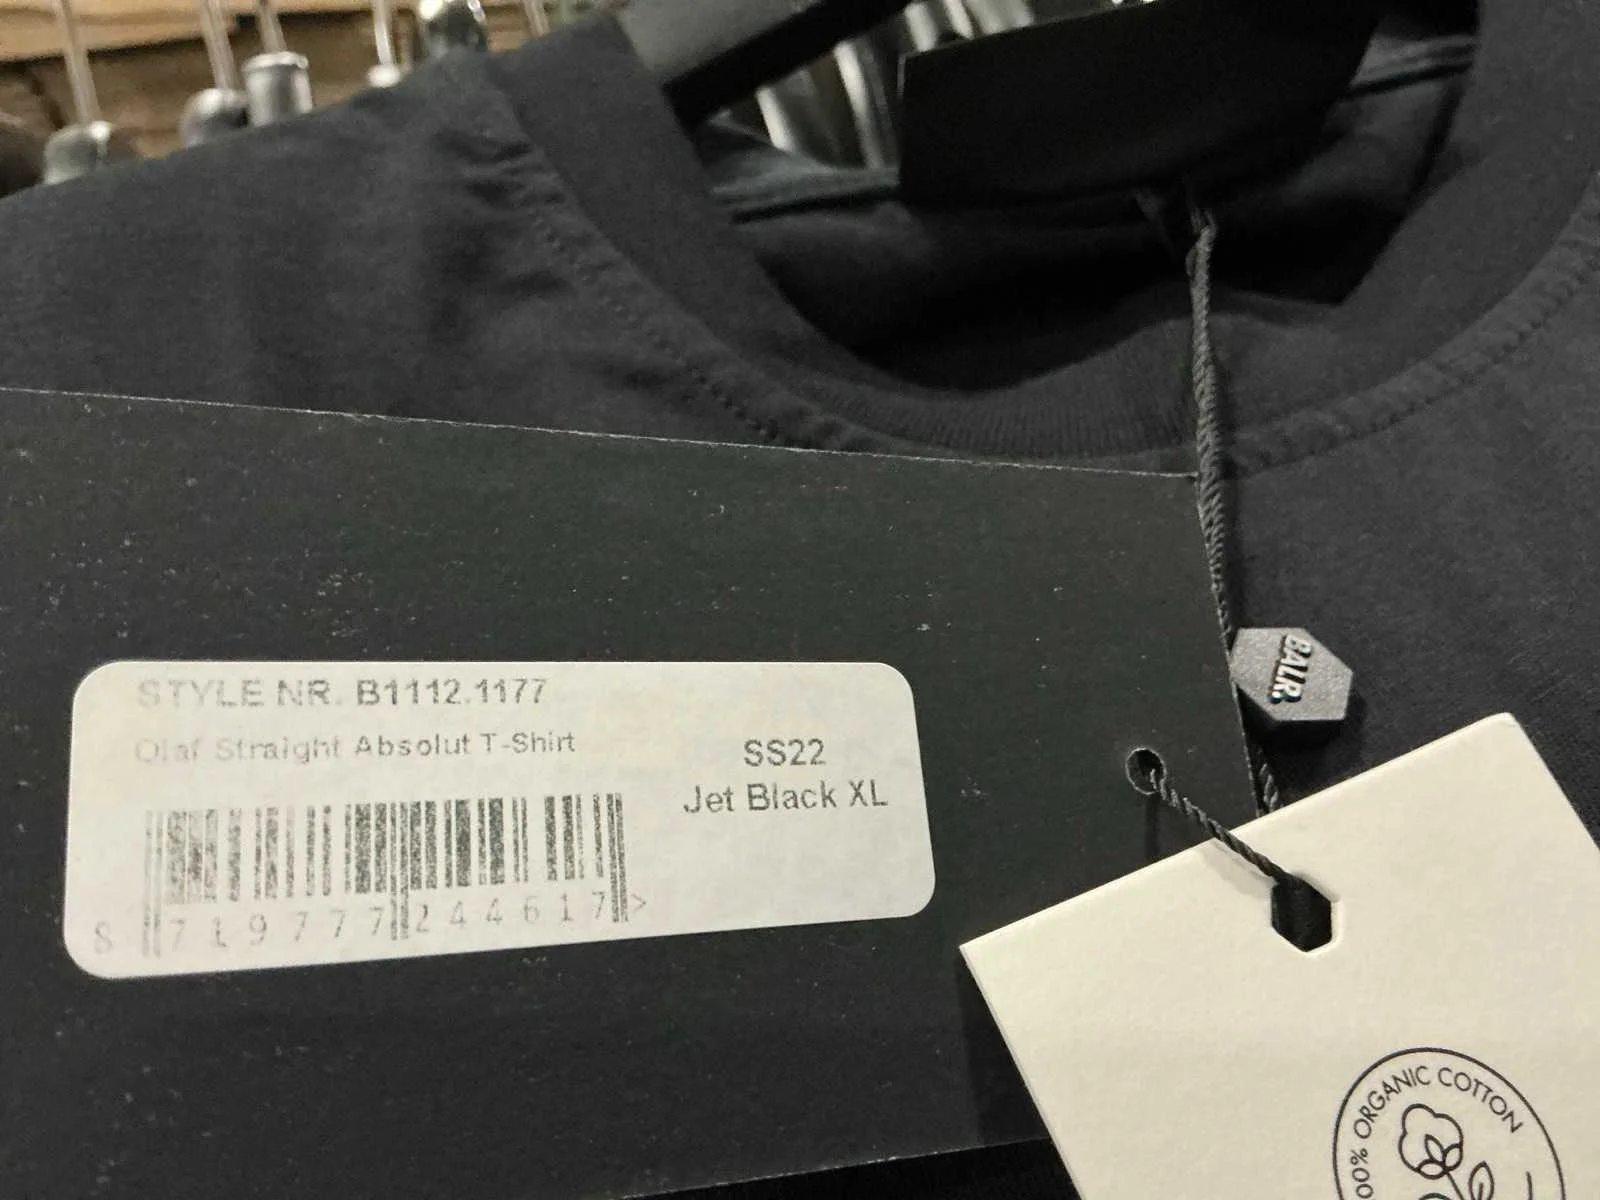 STYLE NR. B1112.1177
Olaf Straight Absolut T-Shirt
SS22
Jet Black XL
8 719777 244617 >
BALR.
100% ORGANIC COTTON